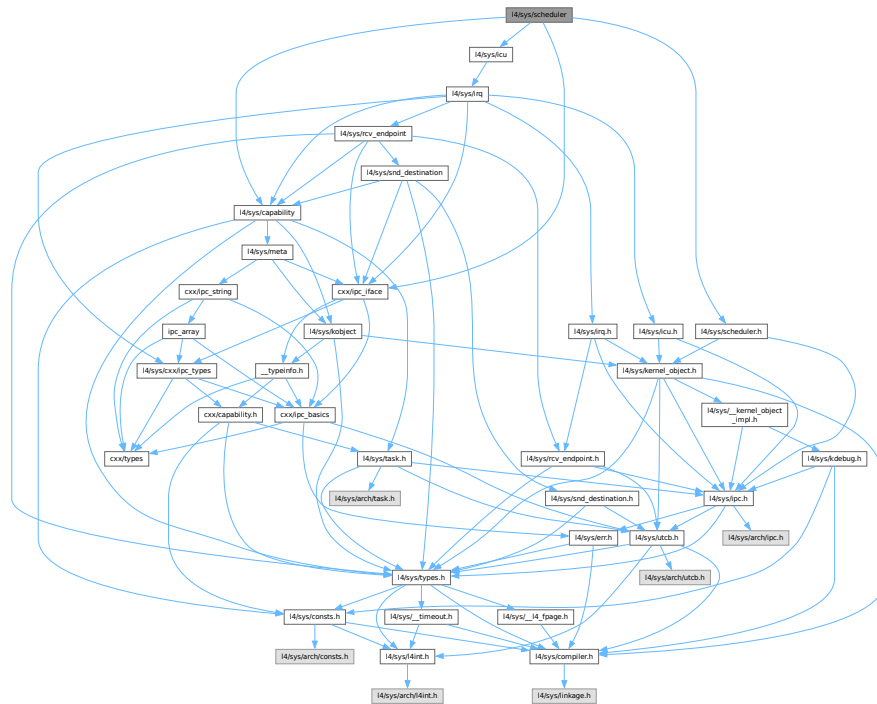 l4/sys/scheduler
l4/sys/icu
l4/sys/irq
l4/sys/rcv_endpoint
l4/sys/snd_destination
l4/sys/capability
l4/sys/meta
cxx/ipc_string
cxx/ipc_iface
ipc_array
l4/sys/kobject
l4/sys/irq.h
l4/sys/icu.h
l4/sys/scheduler.h
l4/sys/cxx/ipc_types
__typeinfo.h
l4/sys/kernel_object.h
cxx/capability.h
cxx/ipc_basics
l4/sys/__kernel_object
_impl.h
cxx/types
l4/sys/task.h
l4/sys/rcv_endpoint.h
l4/sys/kdebug.h
l4/sys/arch/task.h
l4/sys/snd_destination.h
l4/sys/ipc.h
l4/sys/err.h
l4/sys/utcb.h
l4/sys/arch/ipc.h
l4/sys/types.h
l4/sys/arch/utcb.h
l4/sys/consts.h
l4/sys/__timeout.h
l4/sys/__l4_fpage.h
l4/sys/arch/consts.h
l4/sys/l4int.h
l4/sys/compiler.h
l4/sys/arch/l4int.h
l4/sys/linkage.h